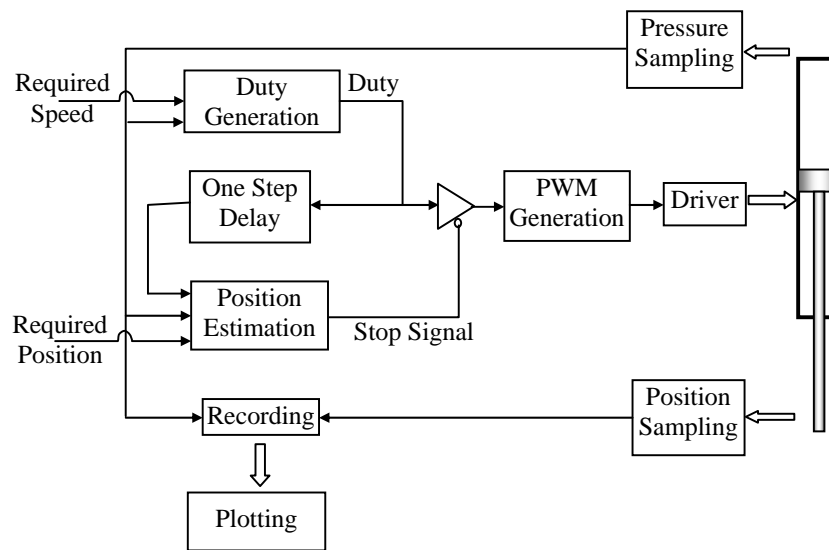 Pressure
Sampling
Required
Speed
Duty
Generation
Duty
One Step
Delay
PWM
Generation
Driver
Position
Estimation
Stop Signal
Required
Position
Recording
Position
Sampling
Plotting